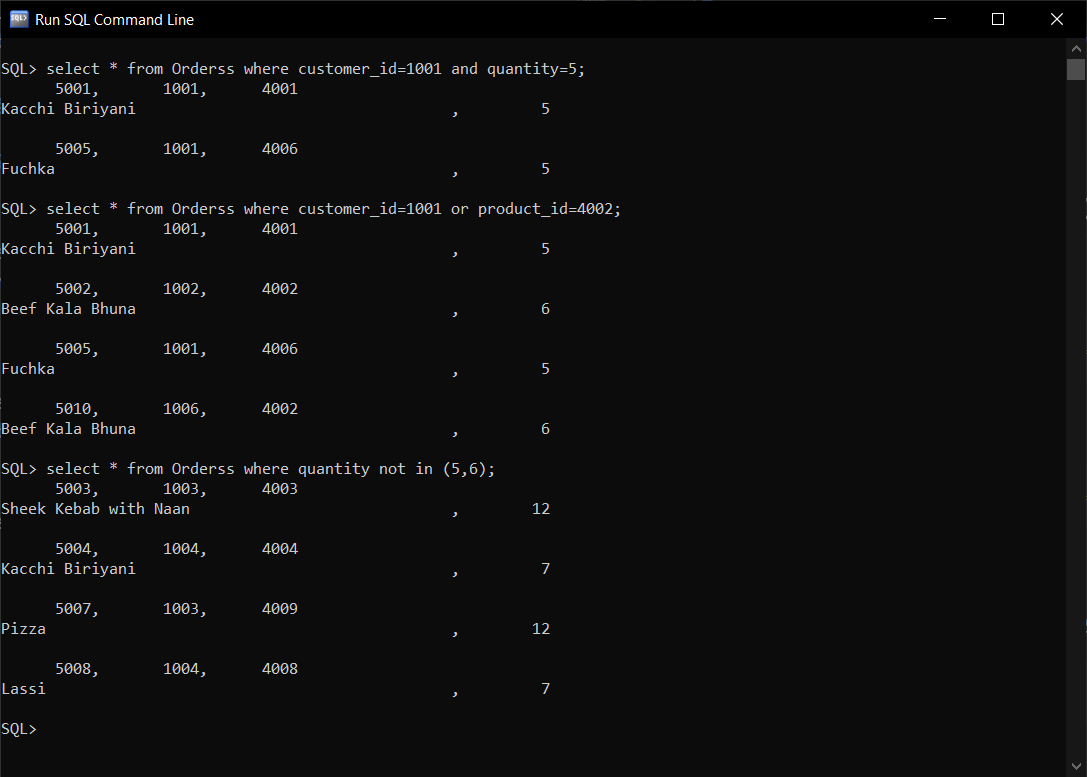 Run SQL Command Line
SQL> select * from Orderss where customer_id=1001 and quantity=5;
5001, 1001, 4001
Kacchi Biriyani , 5
5005, 1001, 4006
Fuchka , 5
SQL> select * from Orderss where customer_id=1001 or product_id=4002;
5001, 1001, 4001
Kacchi Biriyani , 5
5002, 1002, 4002
Beef Kala Bhuna , 6
5005, 1001, 4006
Fuchka , 5
5010, 1006, 4002
Beef Kala Bhuna , 6
SQL> select * from Orderss where quantity not in (5,6);
5003, 1003, 4003
Sheek Kebab with Naan , 12
5004, 1004, 4004
Kacchi Biriyani , 7
5007, 1003, 4009
Pizza , 12
5008, 1004, 4008
Lassi , 7
SQL>